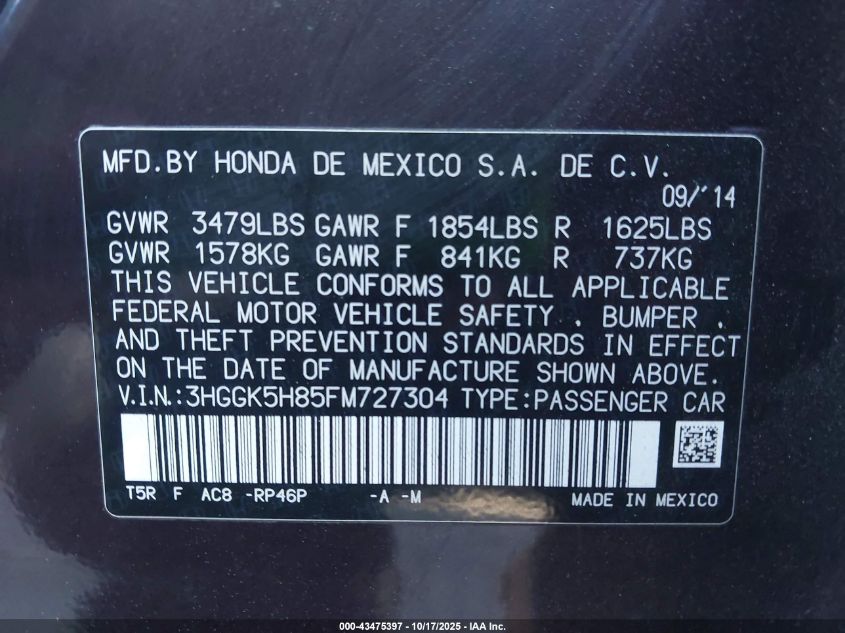 MFD.BY HONDA DE MEXICO S.A. DE C.V.
09/'14
GVWR 3479LBS GAWR F 1854LBS R 1625LBS
GVWR 1578KG GAWR F 841KG R 737KG
THIS VEHICLE CONFORMS TO ALL APPLICABLE
FEDERAL MOTOR VEHICLE SAFETY , BUMPER ,
AND THEFT PREVENTION STANDARDS IN EFFECT
ON THE DATE OF MANUFACTURE SHOWN ABOVE.
V.I.N.:3HGGK5H85FM727304 TYPE:PASSENGER CAR
T5R F AC8 -RP46P -A -M MADE IN MEXICO
000-43475397 - 10/17/2025 - IAA Inc.